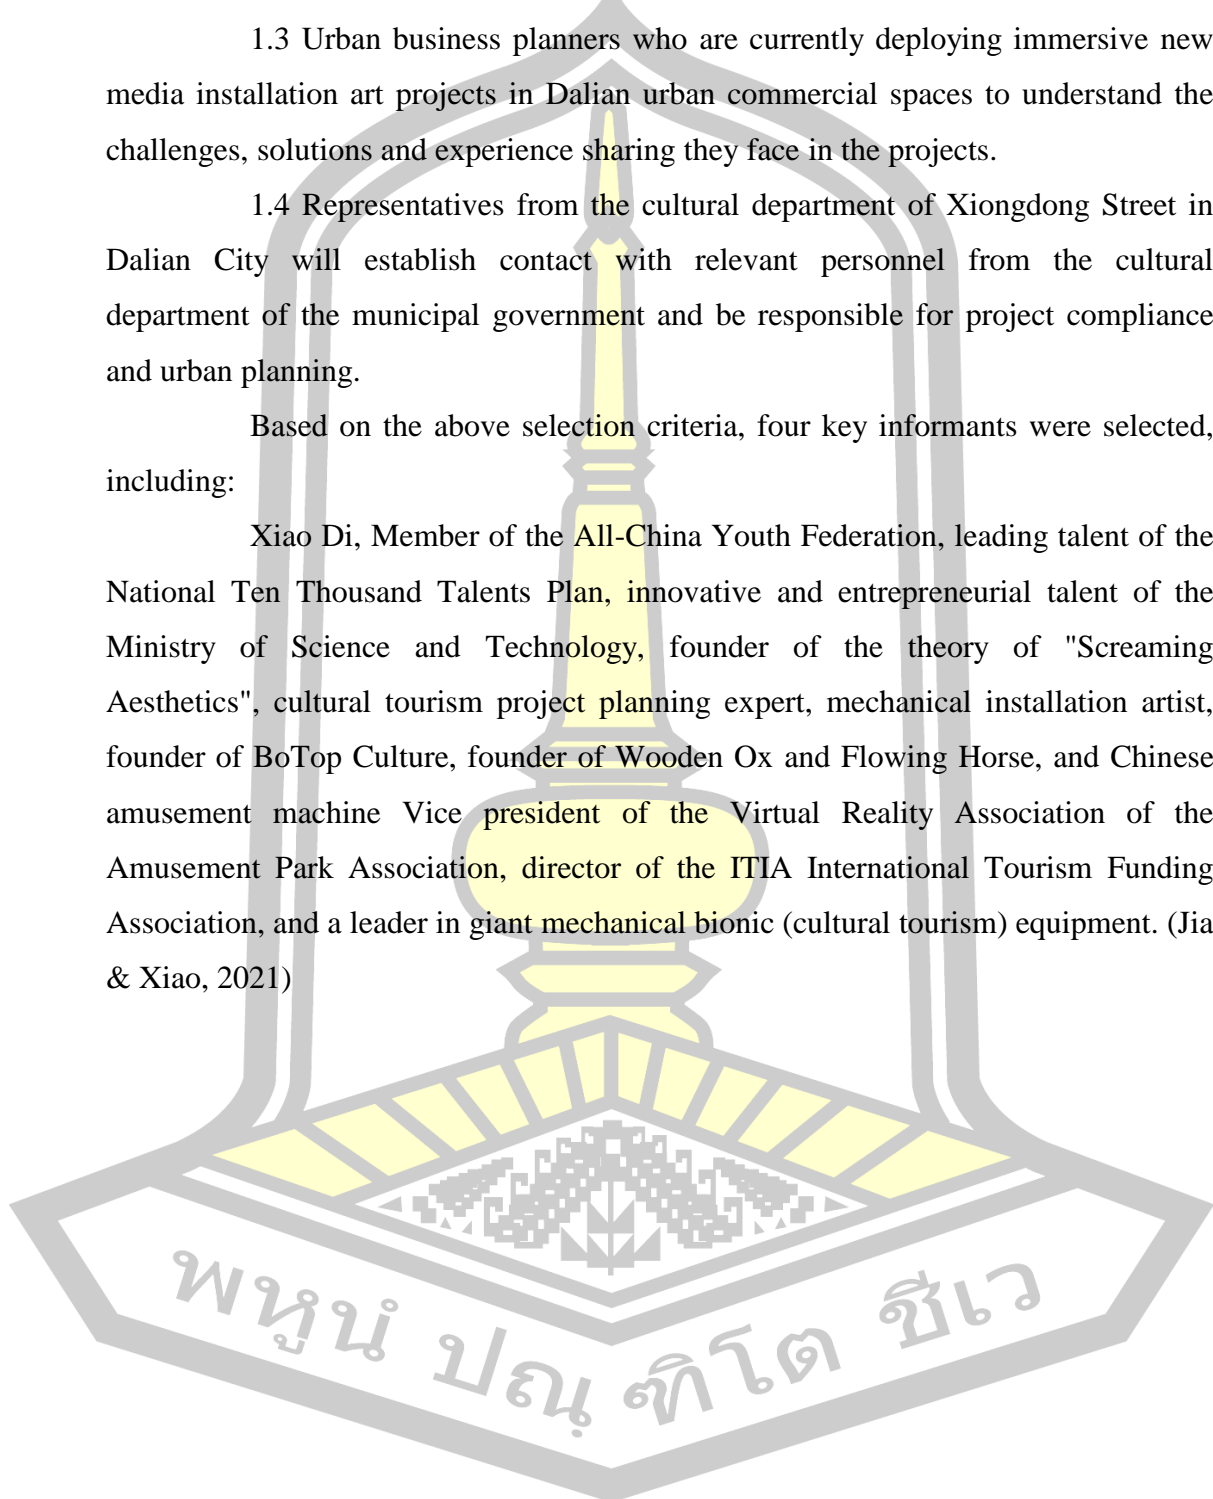 1.3 Urban business planners who are currently deploying immersive new
media installation art projects in Dalian urban commercial spaces to understand the
challenges, solutions and experience sharing they face in the projects.
1.4 Representatives from the cultural department of Xiongdong Street in
Dalian City will establish contact with relevant personnel from the cultural
department of the municipal government and be responsible for project compliance
and urban planning.
Based on the above selection criteria, four key informants were selected,
including:
Xiao Di, Member of the All-China Youth Federation, leading talent of the
National Ten Thousand Talents Plan, innovative and entrepreneurial talent of the
Ministry of Science and Technology, founder of the theory of "Screaming
Aesthetics", cultural tourism project planning expert, mechanical installation artist,
founder of BoTop Culture, founder of Wooden Ox and Flowing Horse, and Chinese
amusement machine Vice president of the Virtual Reality Association of the
Amusement Park Association, director of the ITIA International Tourism Funding
Association, and a leader in giant mechanical bionic (cultural tourism) equipment. (Jia
& Xiao, 2021)
พหูนํ ปณฺฑิโต ชีเว